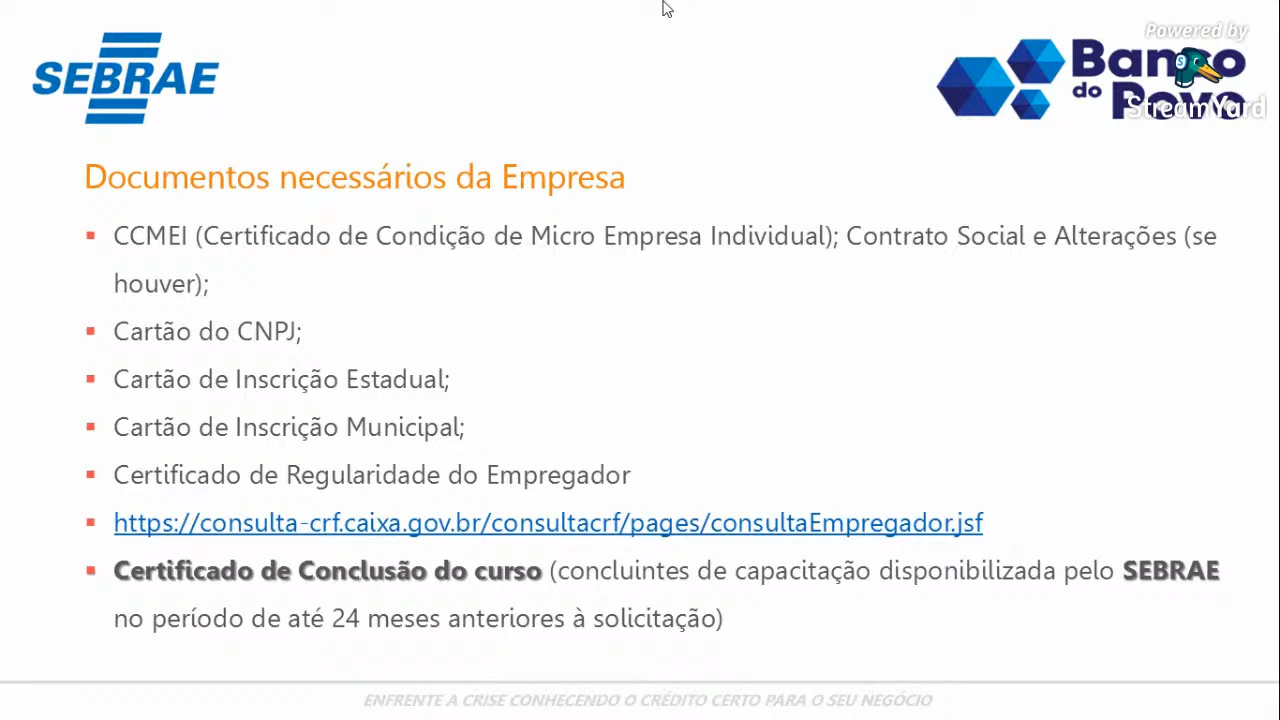 Powered by
SEBRAE
Banco
do Povo
StreamYard
Documentos necessários da Empresa
CCMEI (Certificado de Condição de Micro Empresa Individual); Contrato Social e Alterações (se
houver);
Cartão do CNPJ;
Cartão de Inscrição Estadual;
Cartão de Inscrição Municipal;
Certificado de Regularidade do Empregador
https://consulta-crf.caixa.gov.br/consultacrf/pages/consultaEmpregador.jsf
Certificado de Conclusão do curso (concluintes de capacitação disponibilizada pelo SEBRAE
no período de até 24 meses anteriores à solicitação)
ENFRENTE A CRISE CONHECENDO O CRÉDITO CERTO PARA O SEU NEGÓCIO